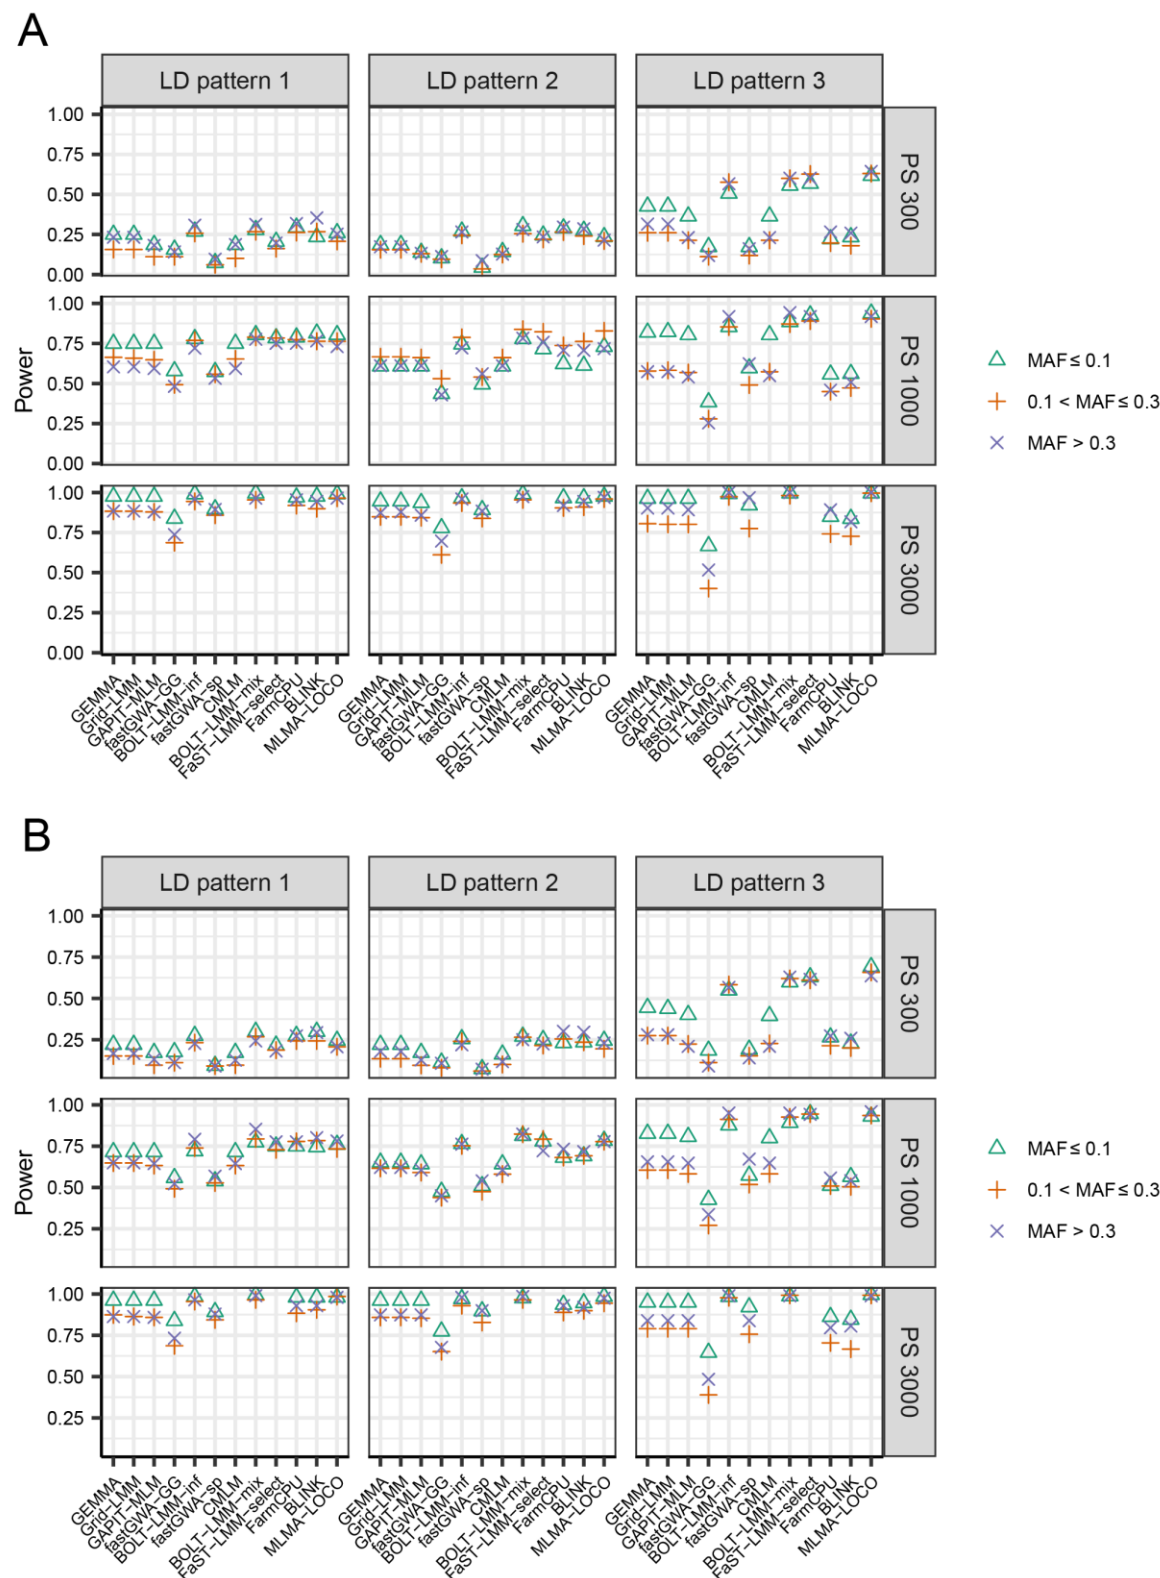 A
LD pattern 1
LD pattern 2
LD pattern 3
1.00
0.75
0.50
0.25
0.00
PS 300
1.00
0.75
0.50
0.25
0.00
PS 1000
1.00
0.75
0.50
0.25
0.00
PS 3000
Power
MAF ≤ 0.1
0.1 < MAF ≤ 0.3
MAF > 0.3
GEMMA
Grid-LMM
GAPIT-MLM
fastGWA-GG
BOLT-LMM-inf
fastGWA-sp
CMLM
BOLT-LMM-mix
FaST-LMM-select
FarmCPU
BLINK
MLMA-LOCO
GEMMA
Grid-LMM
GAPIT-MLM
fastGWA-GG
BOLT-LMM-inf
fastGWA-sp
CMLM
BOLT-LMM-mix
FaST-LMM-select
FarmCPU
BLINK
MLMA-LOCO
GEMMA
Grid-LMM
GAPIT-MLM
fastGWA-GG
BOLT-LMM-inf
fastGWA-sp
CMLM
BOLT-LMM-mix
FaST-LMM-select
FarmCPU
BLINK
MLMA-LOCO
B
LD pattern 1
LD pattern 2
LD pattern 3
1.00
0.75
0.50
0.25
PS 300
1.00
0.75
0.50
0.25
PS 1000
1.00
0.75
0.50
0.25
PS 3000
Power
MAF ≤ 0.1
0.1 < MAF ≤ 0.3
MAF > 0.3
GEMMA
Grid-LMM
GAPIT-MLM
fastGWA-GG
BOLT-LMM-inf
fastGWA-sp
CMLM
BOLT-LMM-mix
FaST-LMM-select
FarmCPU
BLINK
MLMA-LOCO
GEMMA
Grid-LMM
GAPIT-MLM
fastGWA-GG
BOLT-LMM-inf
fastGWA-sp
CMLM
BOLT-LMM-mix
FaST-LMM-select
FarmCPU
BLINK
MLMA-LOCO
GEMMA
Grid-LMM
GAPIT-MLM
fastGWA-GG
BOLT-LMM-inf
fastGWA-sp
CMLM
BOLT-LMM-mix
FaST-LMM-select
FarmCPU
BLINK
MLMA-LOCO